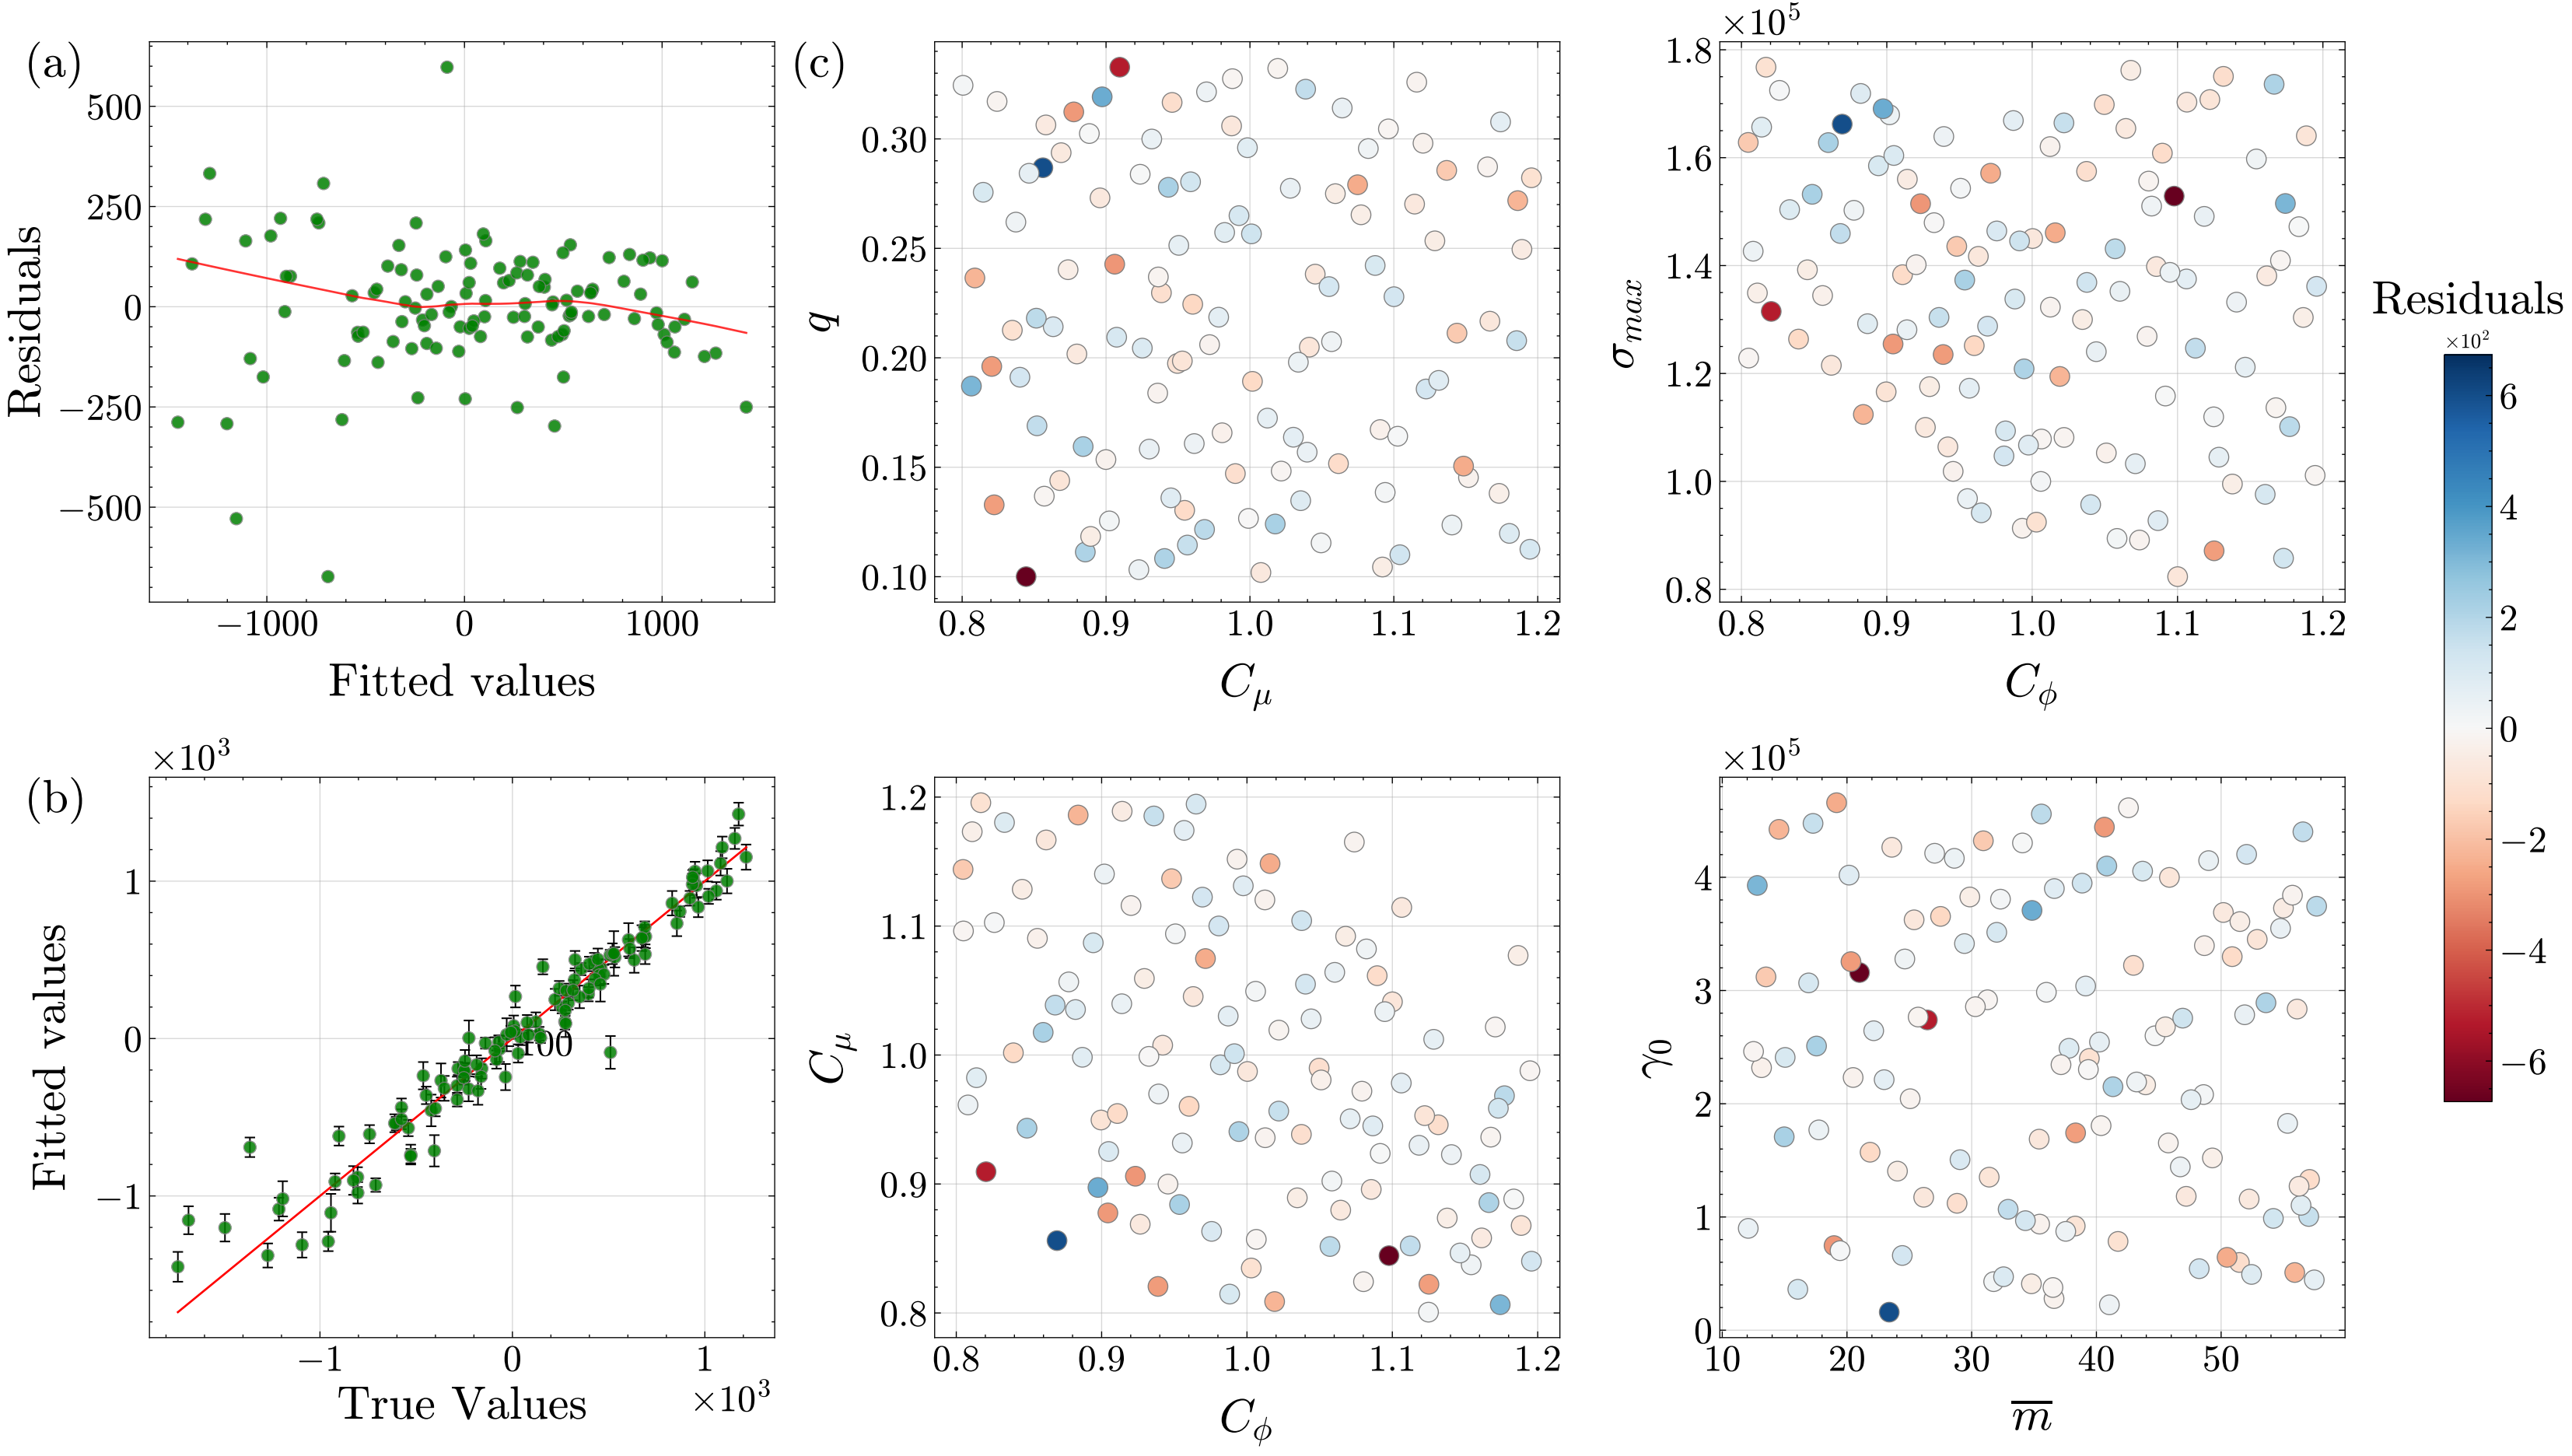 (a)
Residuals
500
250
0
−250
−500
−1000 0 1000
Fitted values
(b)
×10³
Fitted values
1
0
−1
100
−1 0 1
×10³
True Values
(c)
q
0.30
0.25
0.20
0.15
0.10
0.8 0.9 1.0 1.1 1.2
C_μ
×10⁵
σ_max
1.8
1.6
1.4
1.2
1.0
0.8
0.8 0.9 1.0 1.1 1.2
C_ϕ
C_μ
1.2
1.1
1.0
0.9
0.8
0.8 0.9 1.0 1.1 1.2
C_ϕ
×10⁵
γ₀
4
3
2
1
0
10 20 30 40 50
m̅
Residuals
×10²
6
4
2
0
−2
−4
−6